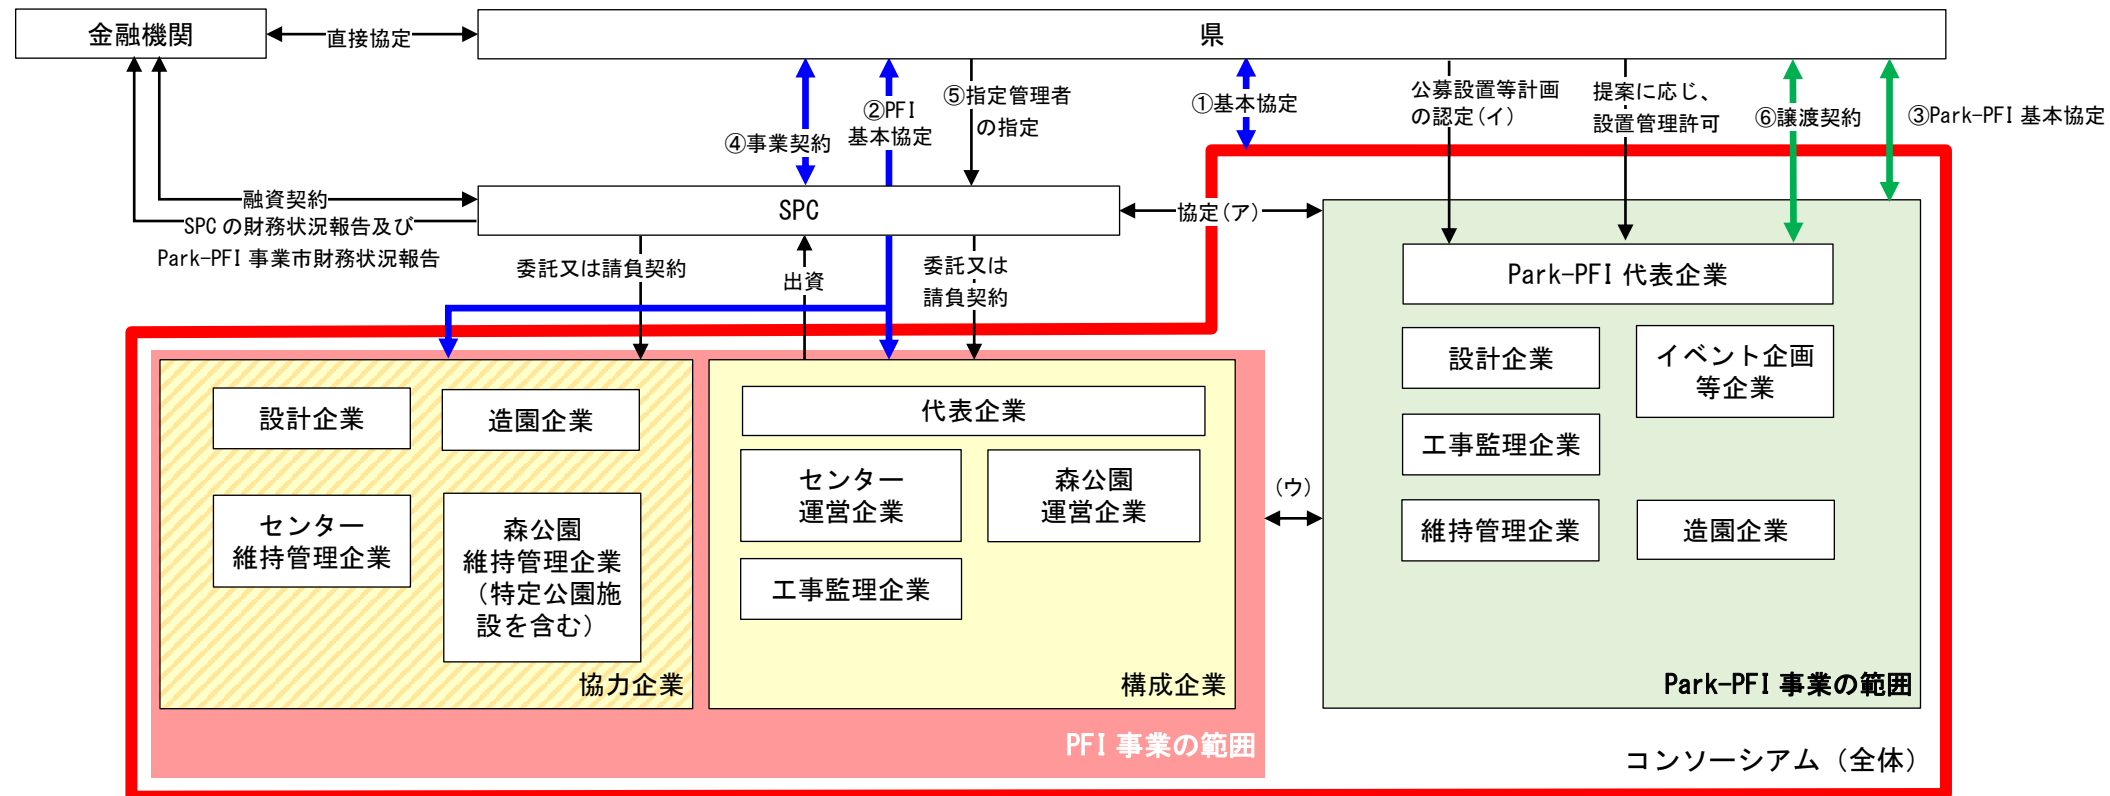 金融機関
直接協定
県
④事業契約
②PFI
基本協定
⑤指定管理者
の指定
①基本協定
公募設置等計画
の認定(イ)
提案に応じ、
設置管理許可
⑥譲渡契約
③Park-PFI 基本協定
融資契約
SPC の財務状況報告及び
Park-PFI 事業市財務状況報告
SPC
協定(ア)
委託又は請負契約
出資
委託又は
請負契約
Park-PFI 代表企業
設計企業
イベント企画
等企業
工事監理企業
維持管理企業
造園企業
Park-PFI 事業の範囲
設計企業
造園企業
センター
維持管理企業
森公園
維持管理企業
（特定公園施
設を含む）
協力企業
代表企業
センター
運営企業
森公園
運営企業
工事監理企業
構成企業
(ウ)
PFI 事業の範囲
コンソーシアム（全体）